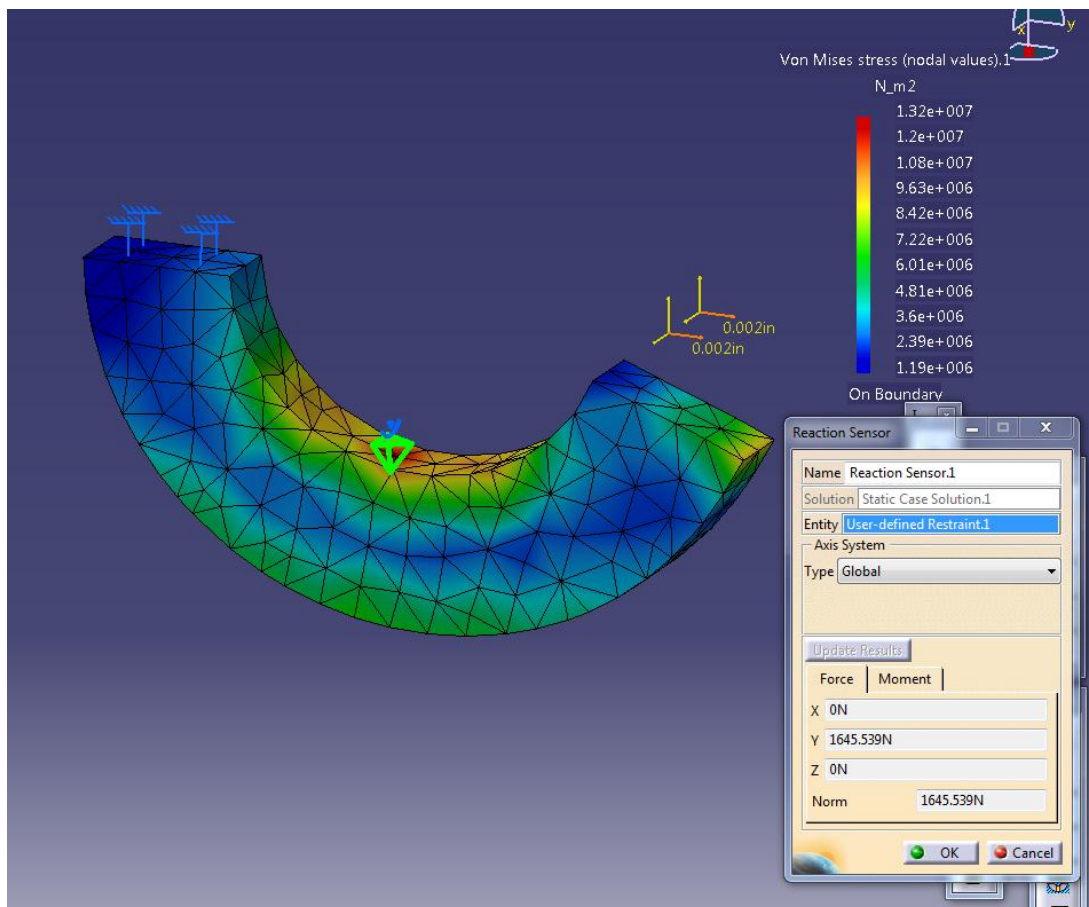 x y
Von Mises stress (nodal values).1
N_m2
1.32e+007
1.2e+007
1.08e+007
9.63e+006
8.42e+006
7.22e+006
6.01e+006
4.81e+006
3.6e+006
2.39e+006
1.19e+006
On Boundary
0.002in
0.002in
Reaction Sensor
Name Reaction Sensor.1
Solution Static Case Solution.1
Entity User-defined Restraint.1
Axis System
Type Global
Update Results
Force Moment
X 0N
Y 1645.539N
Z 0N
Norm 1645.539N
OK Cancel